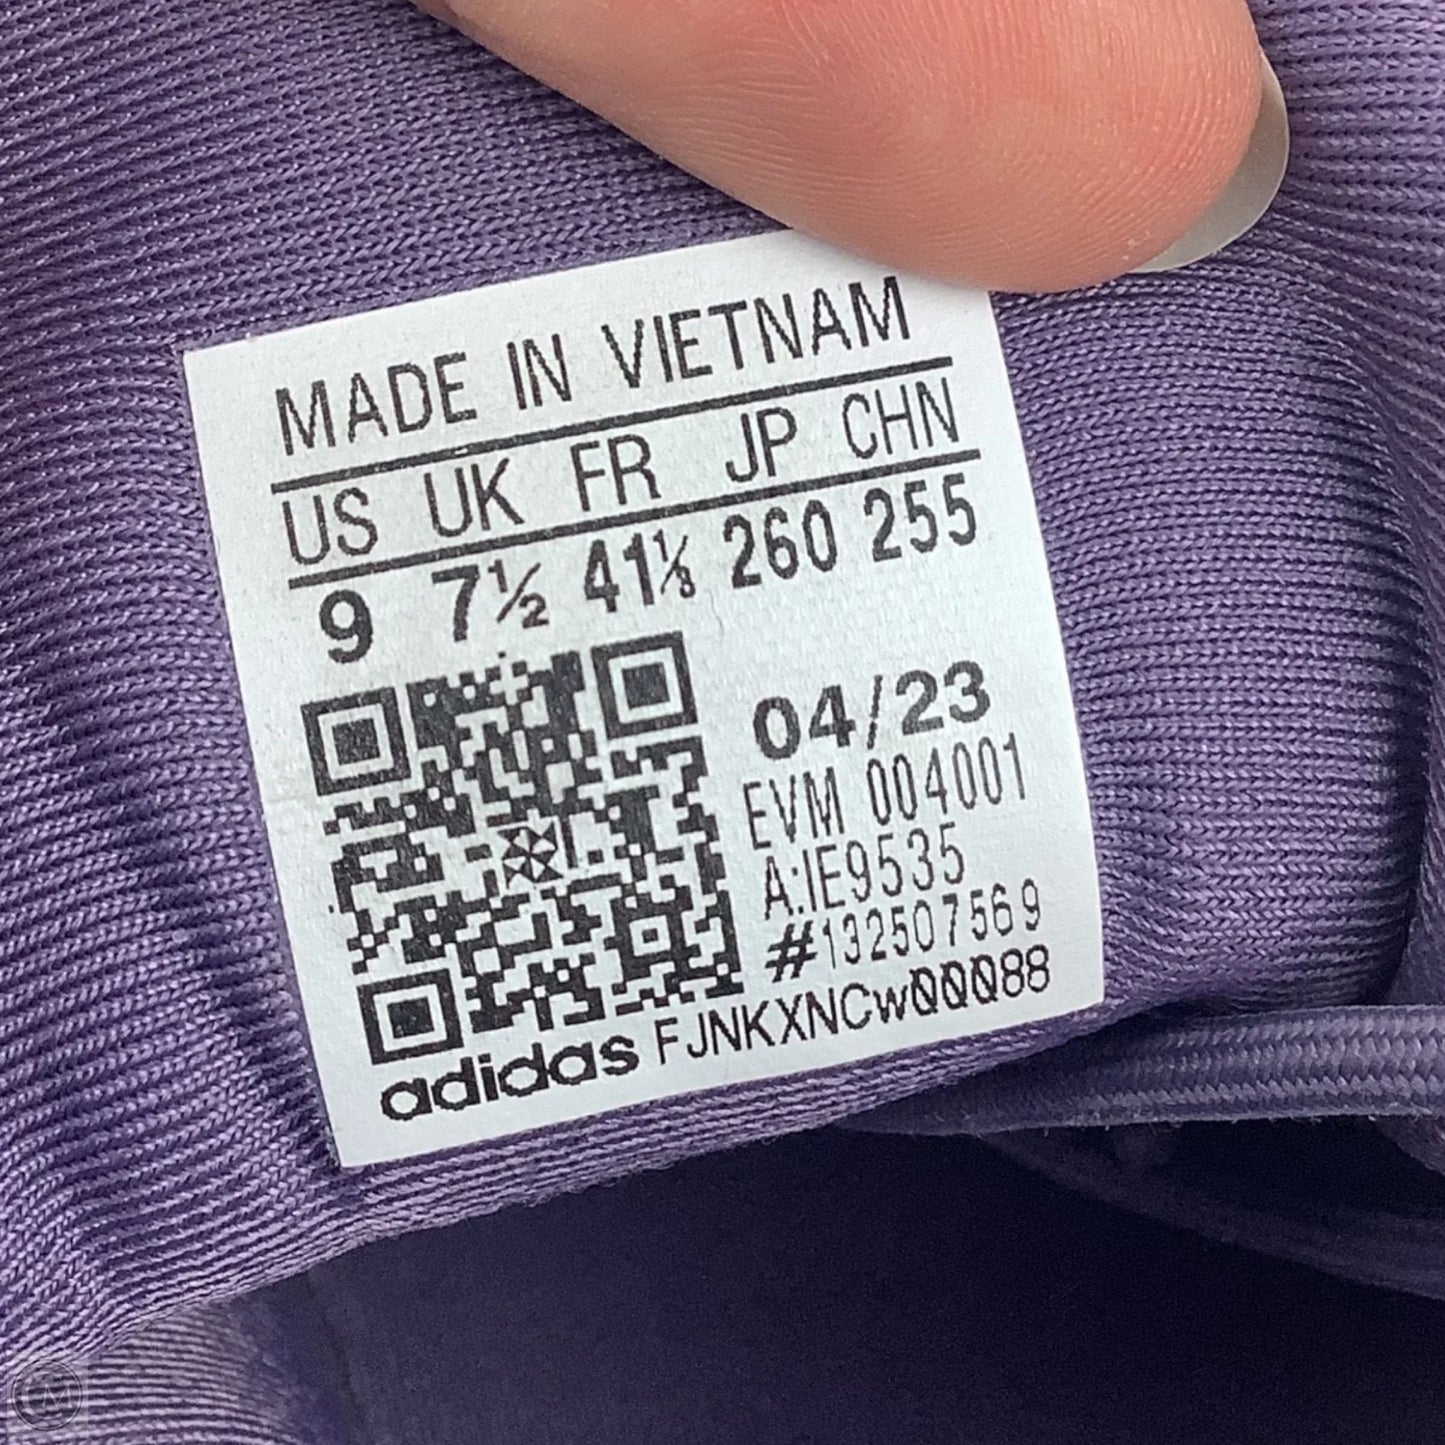 MADE IN VIETNAM
US UK FR JP CHN
9 7½ 41⅓ 260 255
04/23
EVM 004001
A:IE9535
#132507569
adidas FJNKXNCw00088
M